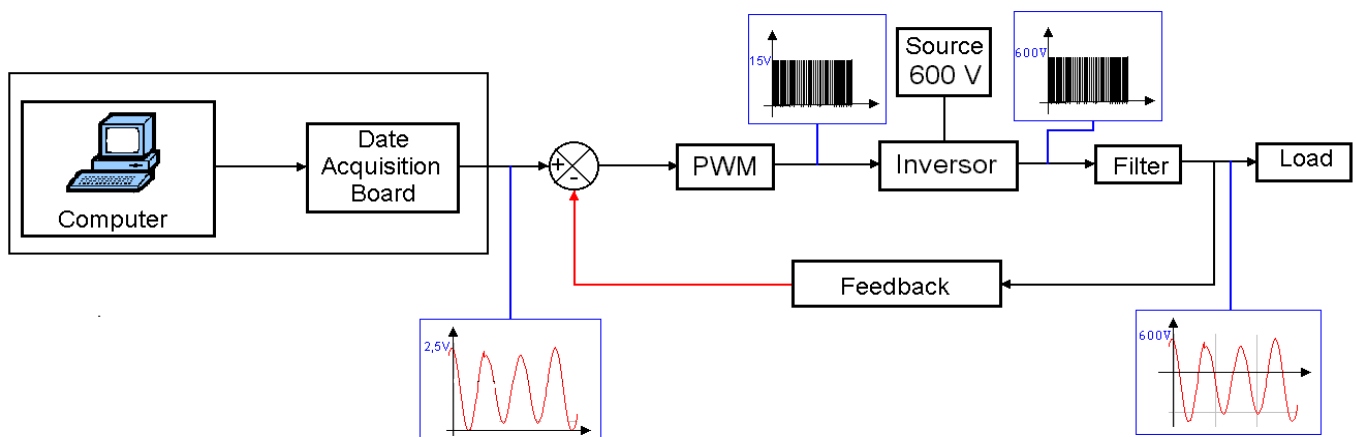 Computer
Date
Acquisition
Board
2,5V
+
-
PWM
15V
Source
600 V
Inversor
600V
Filter
Load
Feedback
600V